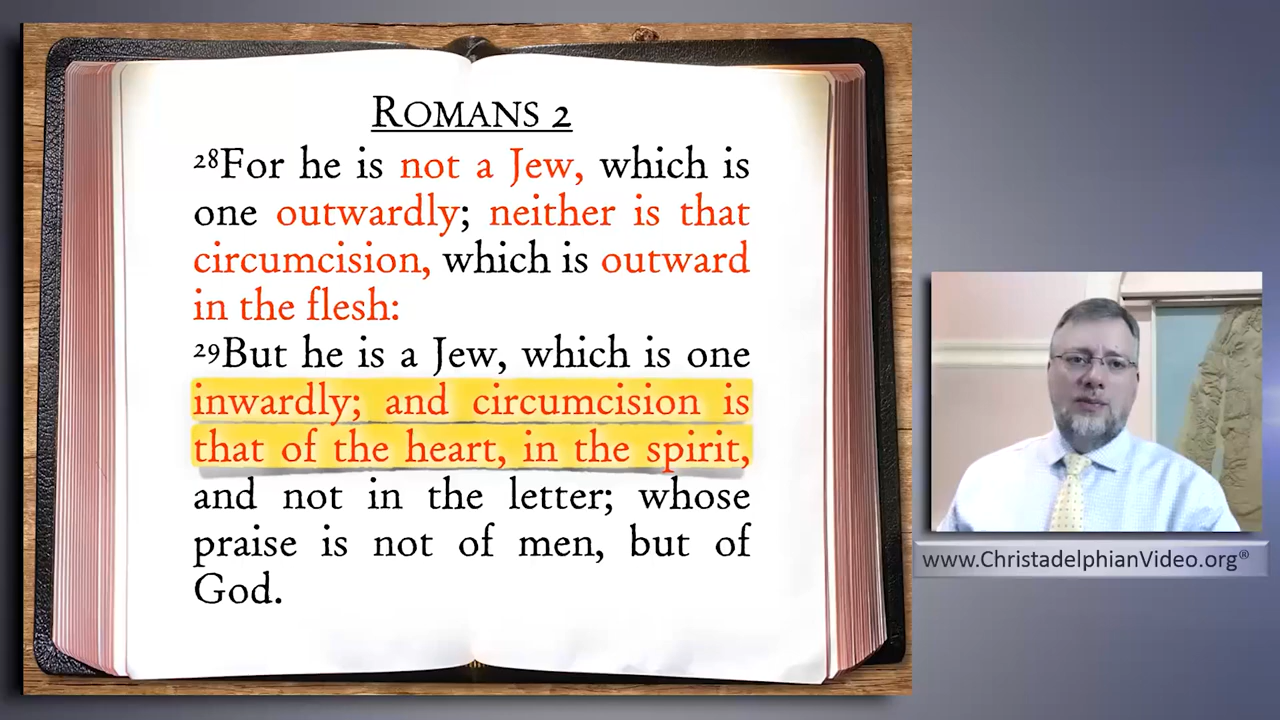 ROMANS 2
²⁸For he is not a Jew, which is
one outwardly; neither is that
circumcision, which is outward
in the flesh:
²⁹But he is a Jew, which is one
inwardly; and circumcision is
that of the heart, in the spirit,
and not in the letter; whose
praise is not of men, but of
God.
www.ChristadelphianVideo.org®